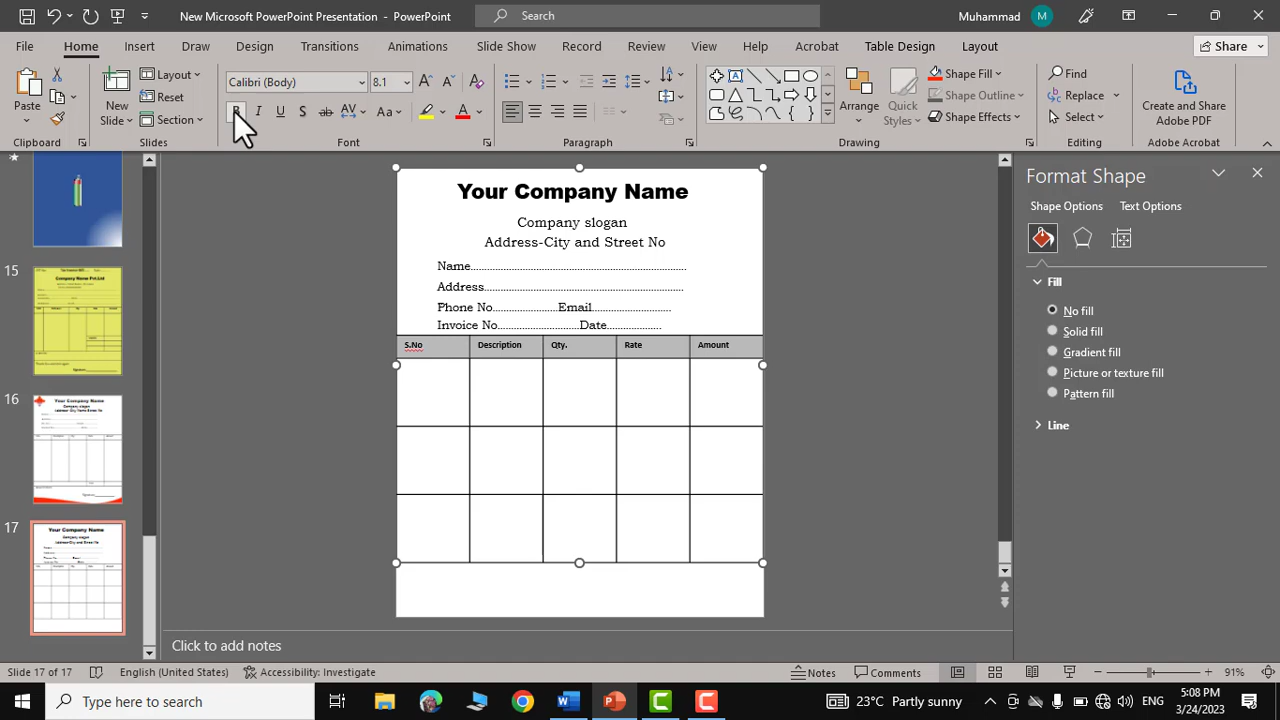 New Microsoft PowerPoint Presentation - PowerPoint
Search
Muhammad
M
File
Home
Insert
Draw
Design
Transitions
Animations
Slide Show
Record
Review
View
Help
Acrobat
Table Design
Layout
Share
Paste
New
Slide
Layout
Reset
Section
Calibri (Body)
8.1
Shape Fill
Shape Outline
Shape Effects
Arrange
Quick
Styles
Find
Replace
Select
Create and Share
Adobe PDF
Clipboard
Slides
Font
Paragraph
Drawing
Editing
Adobe Acrobat
15
16
17
Your Company Name
Company slogan
Address-City and Street No
Name
Address
Phone No Email
Invoice No Date
S.No Description Qty. Rate Amount
Format Shape
Shape Options Text Options
Fill
No fill
Solid fill
Gradient fill
Picture or texture fill
Pattern fill
Line
Click to add notes
Slide 17 of 17
English (United States)
Accessibility: Investigate
Notes
Comments
91%
Type here to search
23°C Partly sunny
ENG
5:08 PM
3/24/2023